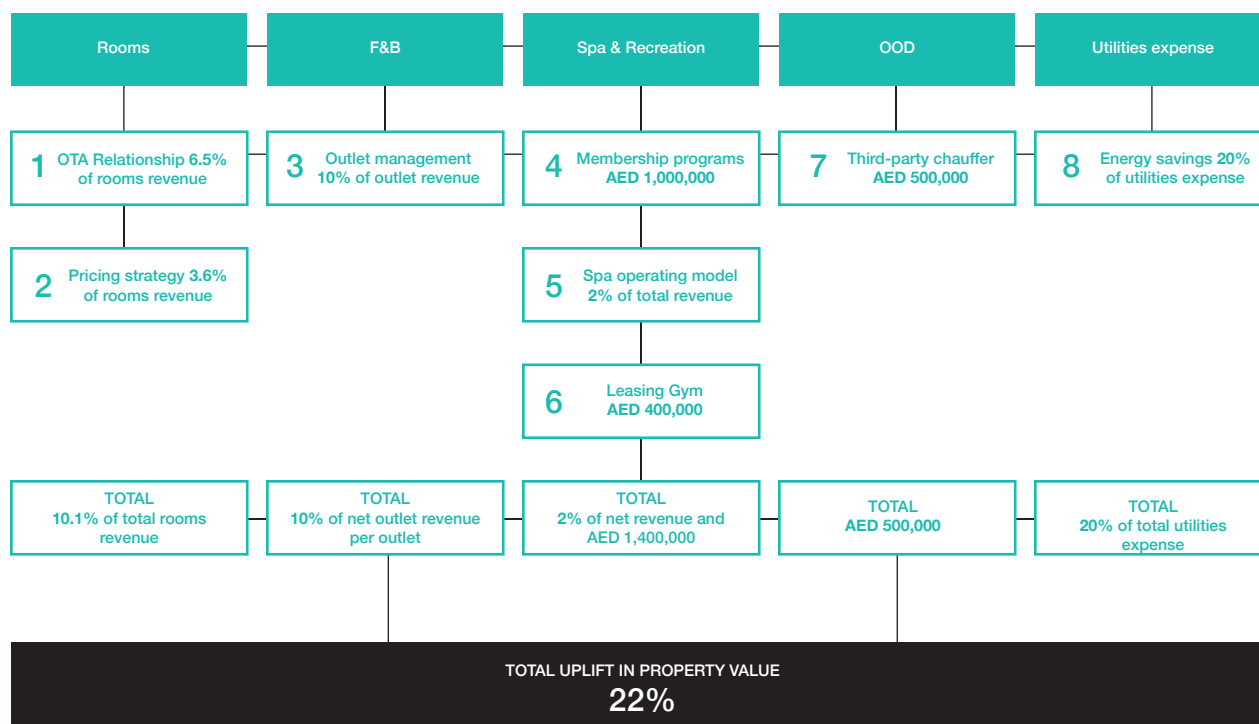 Rooms
F&B
Spa & Recreation
OOD
Utilities expense
1
OTA Relationship 6.5%
of rooms revenue
3
Outlet management
10% of outlet revenue
4
Membership programs
AED 1,000,000
7
Third-party chauffer
AED 500,000
8
Energy savings 20%
of utilities expense
2
Pricing strategy 3.6%
of rooms revenue
5
Spa operating model
2% of total revenue
6
Leasing Gym
AED 400,000
TOTAL
10.1% of total rooms
revenue
TOTAL
10% of net outlet revenue
per outlet
TOTAL
2% of net revenue and
AED 1,400,000
TOTAL
AED 500,000
TOTAL
20% of total utilities
expense
TOTAL UPLIFT IN PROPERTY VALUE
22%